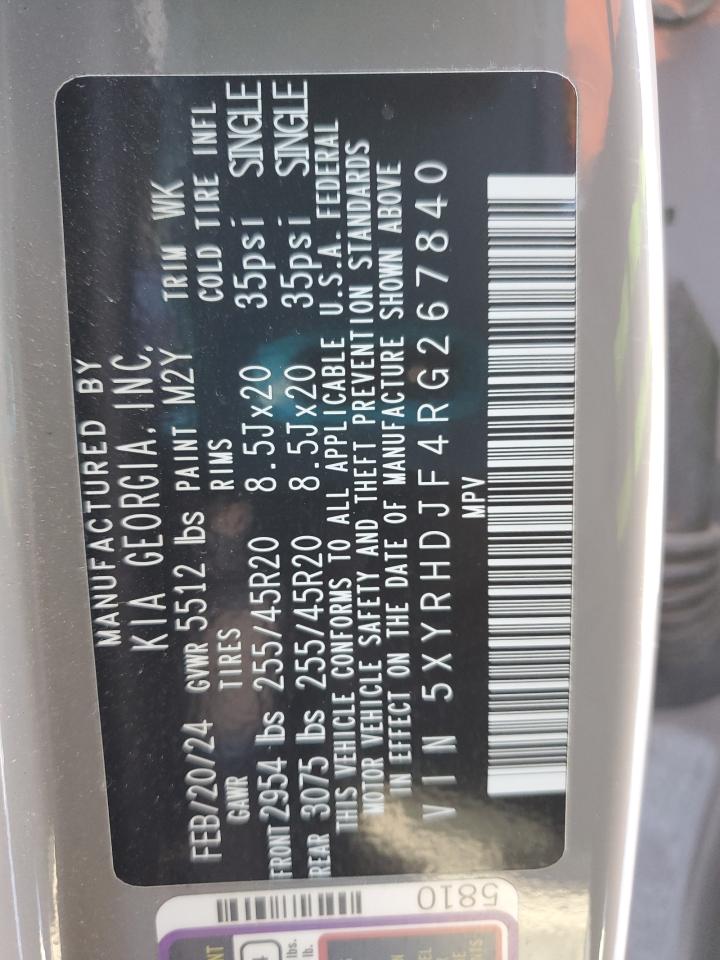 MANUFACTURED BY
KIA GEORGIA, INC.
FEB/20/24 GVWR 5512 lbs PAINT M2Y TRIM WK
GAWR TIRES RIMS COLD TIRE INFL
FRONT 2954 lbs 255/45R20 8.5Jx20 35psi SINGLE
REAR 3075 lbs 255/45R20 8.5Jx20 35psi SINGLE
THIS VEHICLE CONFORMS TO ALL APPLICABLE U.S.A. FEDERAL
MOTOR VEHICLE SAFETY AND THEFT PREVENTION STANDARDS
IN EFFECT ON THE DATE OF MANUFACTURE SHOWN ABOVE
VIN 5XYRHDJF4RG267840
MPV
5810
lbs.
lb.